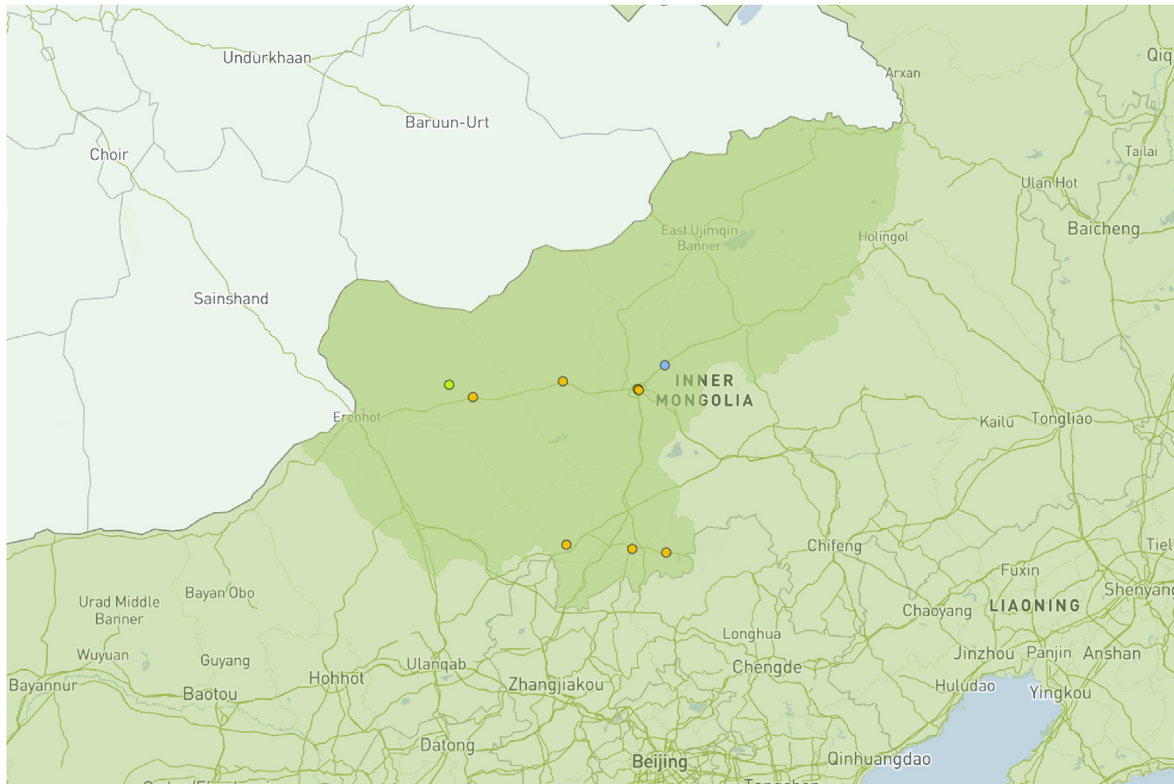 Undurkhaan
Qiq
Arxan
Baruun-Urt
Choir
Tailai
Ulan Hot
Baicheng
East Ujimqin
Banner
Holingol
Sainshand
INNER
MONGOLIA
Erenhot
Kailu
Tongliao
Chifeng
Tiel
Fuxin
Bayan Obo
Shenyang
Urad Middle
Banner
Chaoyang
LIAONING
Longhua
Wuyuan
Guyang
Ulanqab
Chengde
Jinzhou
Panjin
Anshan
Hohhot
Bayannur
Baotou
Zhangjiakou
Huludao
Yingkou
Datong
Beijing
Qinhuangdao